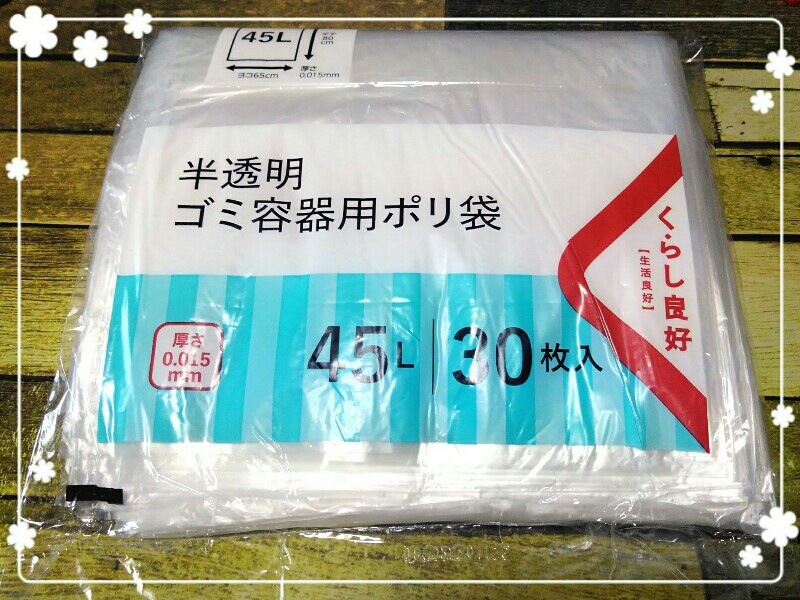 45L
タテ
80
cm
ヨコ65cm
厚さ
0.015mm
半透明
ゴミ容器用ポリ袋
くらし良好
【生活良好】
厚さ
0.015
mm
45L 30枚入